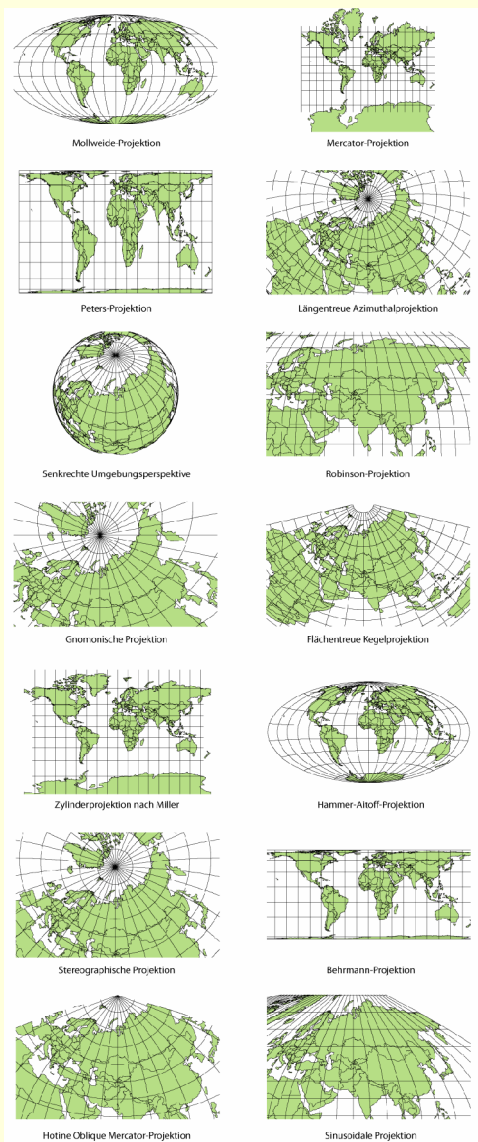 Mollweide-Projektion
Mercator-Projektion
Peters-Projektion
Längentreue Azimuthalprojektion
Senkrechte Umgebungsperspektive
Robinson-Projektion
Gnomonische Projektion
Flächentreue Kegelprojektion
Zylinderprojektion nach Miller
Hammer-Aitoff-Projektion
Stereographische Projektion
Behrmann-Projektion
Hotine Oblique Mercator-Projektion
Sinusoidale Projektion